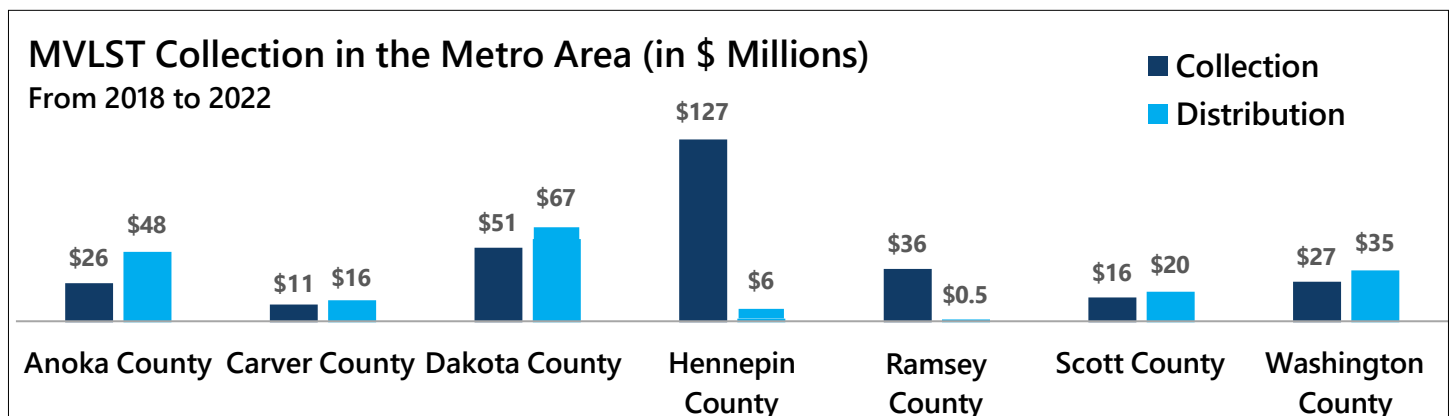 MVLST Collection in the Metro Area (in $ Millions)
From 2018 to 2022
Collection
Distribution
$26
$48
$11
$16
$51
$67
$127
$6
$36
$0.5
$16
$20
$27
$35
Anoka County
Carver County
Dakota County
Hennepin
County
Ramsey
County
Scott County
Washington
County